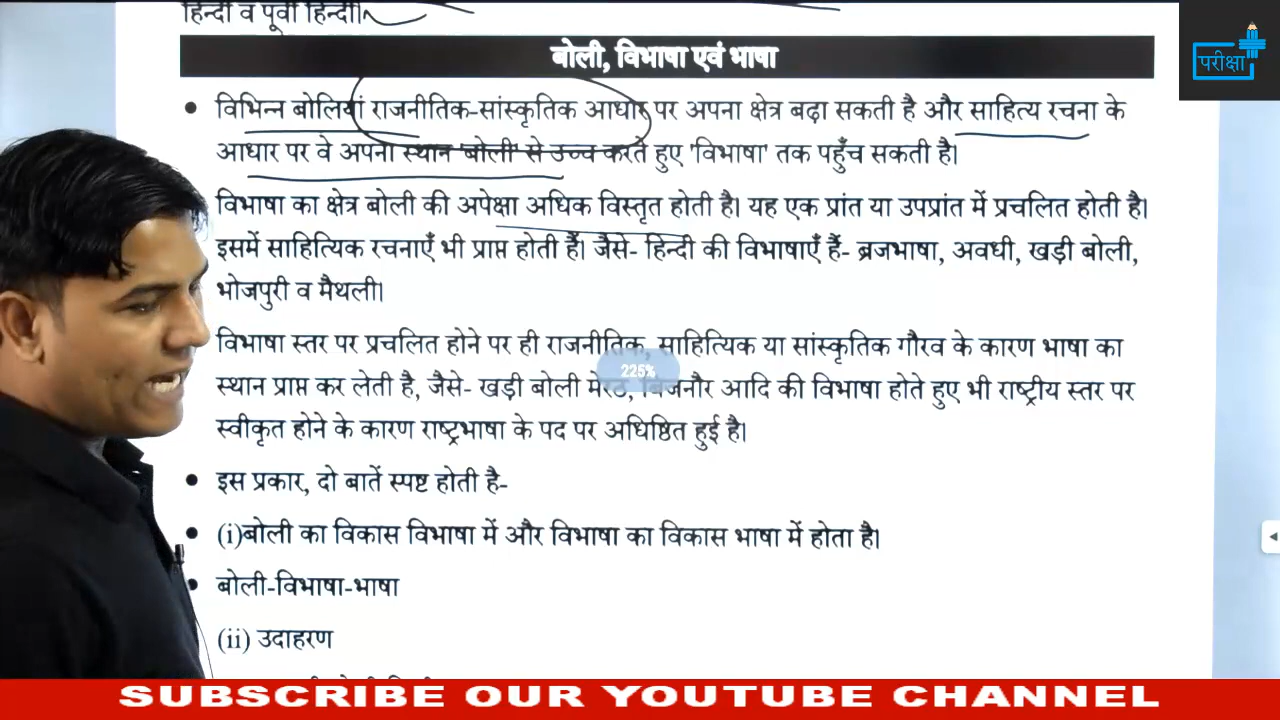 हिन्दी व पूर्वी हिन्दी।
परीक्षा
बोली, विभाषा एवं भाषा
विभिन्न बोलियां राजनीतिक-सांस्कृतिक आधार पर अपना क्षेत्र बढ़ा सकती है और साहित्य रचना के
आधार पर वे अपना स्थान 'बोली' से उच्च करते हुए 'विभाषा' तक पहुँच सकती है।
विभाषा का क्षेत्र बोली की अपेक्षा अधिक विस्तृत होती है। यह एक प्रांत या उपप्रांत में प्रचलित होती है।
इसमें साहित्यिक रचनाएँ भी प्राप्त होती हैं। जैसे- हिन्दी की विभाषाएँ हैं- ब्रजभाषा, अवधी, खड़ी बोली,
भोजपुरी व मैथली।
विभाषा स्तर पर प्रचलित होने पर ही राजनीतिक, साहित्यिक या सांस्कृतिक गौरव के कारण भाषा का
225%
स्थान प्राप्त कर लेती है, जैसे- खड़ी बोली मेरठ, बिजनौर आदि की विभाषा होते हुए भी राष्ट्रीय स्तर पर
स्वीकृत होने के कारण राष्ट्रभाषा के पद पर अधिष्ठित हुई है।
इस प्रकार, दो बातें स्पष्ट होती है-
(i)बोली का विकास विभाषा में और विभाषा का विकास भाषा में होता है।
बोली-विभाषा-भाषा
(ii) उदाहरण
SUBSCRIBE OUR YOUTUBE CHANNEL